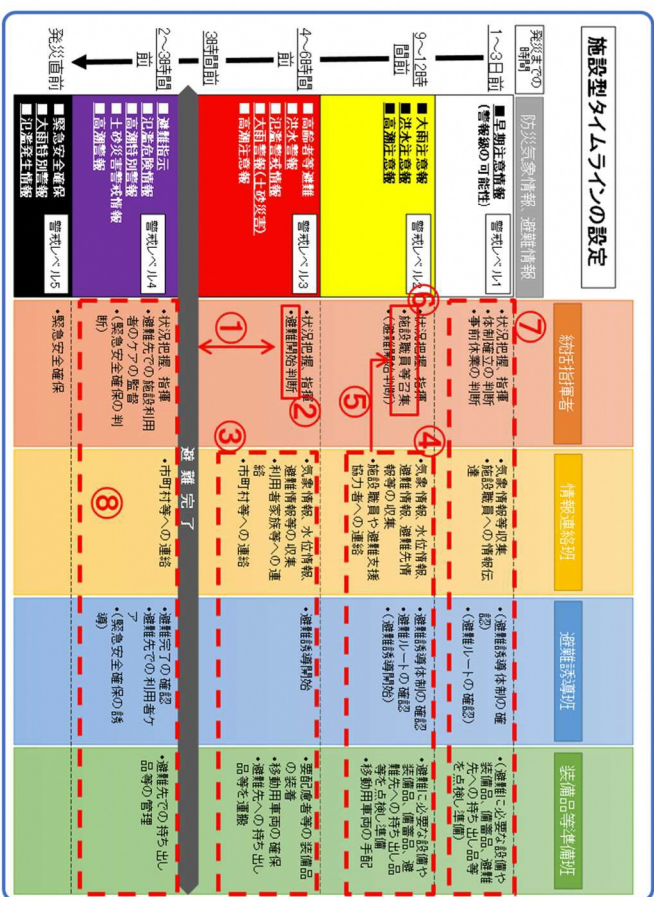 施設型タイムラインの設定
発災までの
時間
防災気象情報、避難情報
統括指揮者
情報連絡班
避難誘導班
装備品等準備班
1～3日前
■早期注意情報
(警報級の可能性)
警戒レベル1
⑦
・状況把握、指揮
・体制確立の判断
・事前休業の判断
・気象情報等収集
・施設職員への情報伝
達
・(避難誘導体制の確
認)
・(避難ルートの確認)
・(避難に必要な設備や
装備品、備蓄品、避難
先への持ち出し品等
を点検し準備)
9～128時
間前
■大雨注意報
■洪水注意報
■高潮注意報
警戒レベル2
⑥
・状況把握、指揮
・施設職員等召集
・(避難開始判断)
⑤
④
・気象情報、水位情報、
避難情報、避難先情
報等の収集
・施設職員や避難支援
協力者への連絡
・避難誘導体制の確認
・避難ルートの確認
・(避難誘導開始)
・避難に必要な設備や
装備品、備蓄品、避
難先への持ち出し品
等を点検し準備
・移動用車両の手配
4～68時間
前
38時間前
■高齢者等避難
■洪水警報
■氾濫警戒情報
■大雨警報(土砂災害)
■高潮注意報
警戒レベル3
・状況把握、指揮
・避難開始判断
②
①
③
・気象情報、水位情報、
避難情報等の収集
・利用者家族等への連
絡
・市町村等への連絡
・避難誘導開始
・要配慮者等の装備品
の装着
・移動用車両の確保
・避難先への持ち出し
品等を運搬
避難完了
2～38時間
前
■避難指示
■氾濫危険情報
■高潮特別警報
■土砂災害警戒情報
■高潮警報
警戒レベル4
・状況把握、指揮
・避難先での施設利用
者のケアの監督
・(緊急安全確保の判
断)
・市町村等への連絡
⑧
・避難完了の確認
・避難先での利用者ケ
ア
・(緊急安全確保の誘
導)
・避難先での持ち出し
品等の管理
発災直前
■緊急安全確保
■大雨特別警報
■氾濫発生情報
警戒レベル5
・緊急安全確保